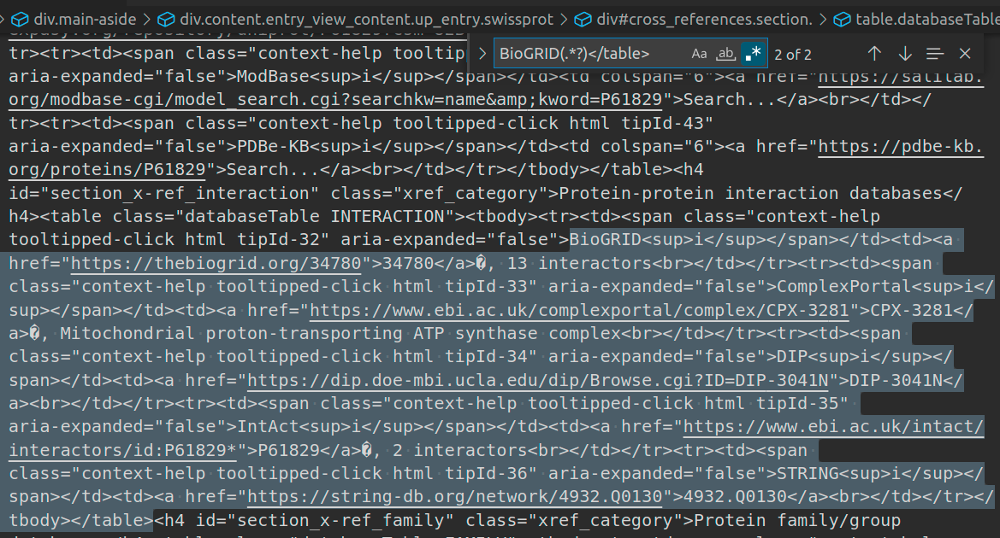 > div.main-aside > div.content.entry_view_content.up_entry.swissprot > div#cross_references.section. > table.databaseTable
BioGRID(.*?)</table> Aa ab .* 2 of 2
tr><tr><td><span class="context-help tooltip
aria-expanded="false">ModBase<sup>i</sup></span></td><td colspan="6"><a href="https://salilab.
org/modbase-cgi/model_search.cgi?searchkw=name&amp;kword=P61829">Search...</a><br></td></
tr><tr><td><span class="context-help tooltipped-click html tipId-43"
aria-expanded="false">PDBe-KB<sup>i</sup></span></td><td colspan="6"><a href="https://pdbe-kb.
org/proteins/P61829">Search...</a><br></td></tr></tbody></table><h4
id="section_x-ref_interaction" class="xref_category">Protein-protein interaction databases</
h4><table class="databaseTable INTERACTION"><tbody><tr><td><span class="context-help
tooltipped-click html tipId-32" aria-expanded="false">BioGRID<sup>i</sup></span></td><td><a
href="https://thebiogrid.org/34780">34780</a>�, 13 interactors<br></td></tr><tr><td><span
class="context-help tooltipped-click html tipId-33" aria-expanded="false">ComplexPortal<sup>i</
sup></span></td><td><a href="https://www.ebi.ac.uk/complexportal/complex/CPX-3281">CPX-3281</
a>�, Mitochondrial proton-transporting ATP synthase complex<br></td></tr><tr><td><span
class="context-help tooltipped-click html tipId-34" aria-expanded="false">DIP<sup>i</sup></
span></td><td><a href="https://dip.doe-mbi.ucla.edu/dip/Browse.cgi?ID=DIP-3041N">DIP-3041N</
a><br></td></tr><tr><td><span class="context-help tooltipped-click html tipId-35"
aria-expanded="false">IntAct<sup>i</sup></span></td><td><a href="https://www.ebi.ac.uk/intact/
interactors/id:P61829*">P61829</a>�, 2 interactors<br></td></tr><tr><td><span
class="context-help tooltipped-click html tipId-36" aria-expanded="false">STRING<sup>i</sup></
span></td><td><a href="https://string-db.org/network/4932.Q0130">4932.Q0130</a><br></td></tr></
tbody></table><h4 id="section_x-ref_family" class="xref_category">Protein family/group